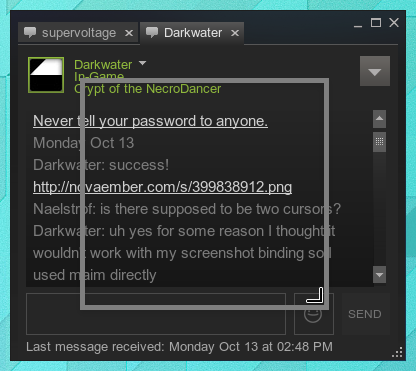 supervoltage
Darkwater
Darkwater
In-Game
Crypt of the NecroDancer
Never tell your password to anyone.
Monday Oct 13
Darkwater: success!
http://novaember.com/s/399838912.png
Naelstrof: is there supposed to be two cursors?
Darkwater: uh yes for some reason I thought it
wouldn't work with my screenshot binding so I
used maim directly
SEND
Last message received: Monday Oct 13 at 02:48 PM